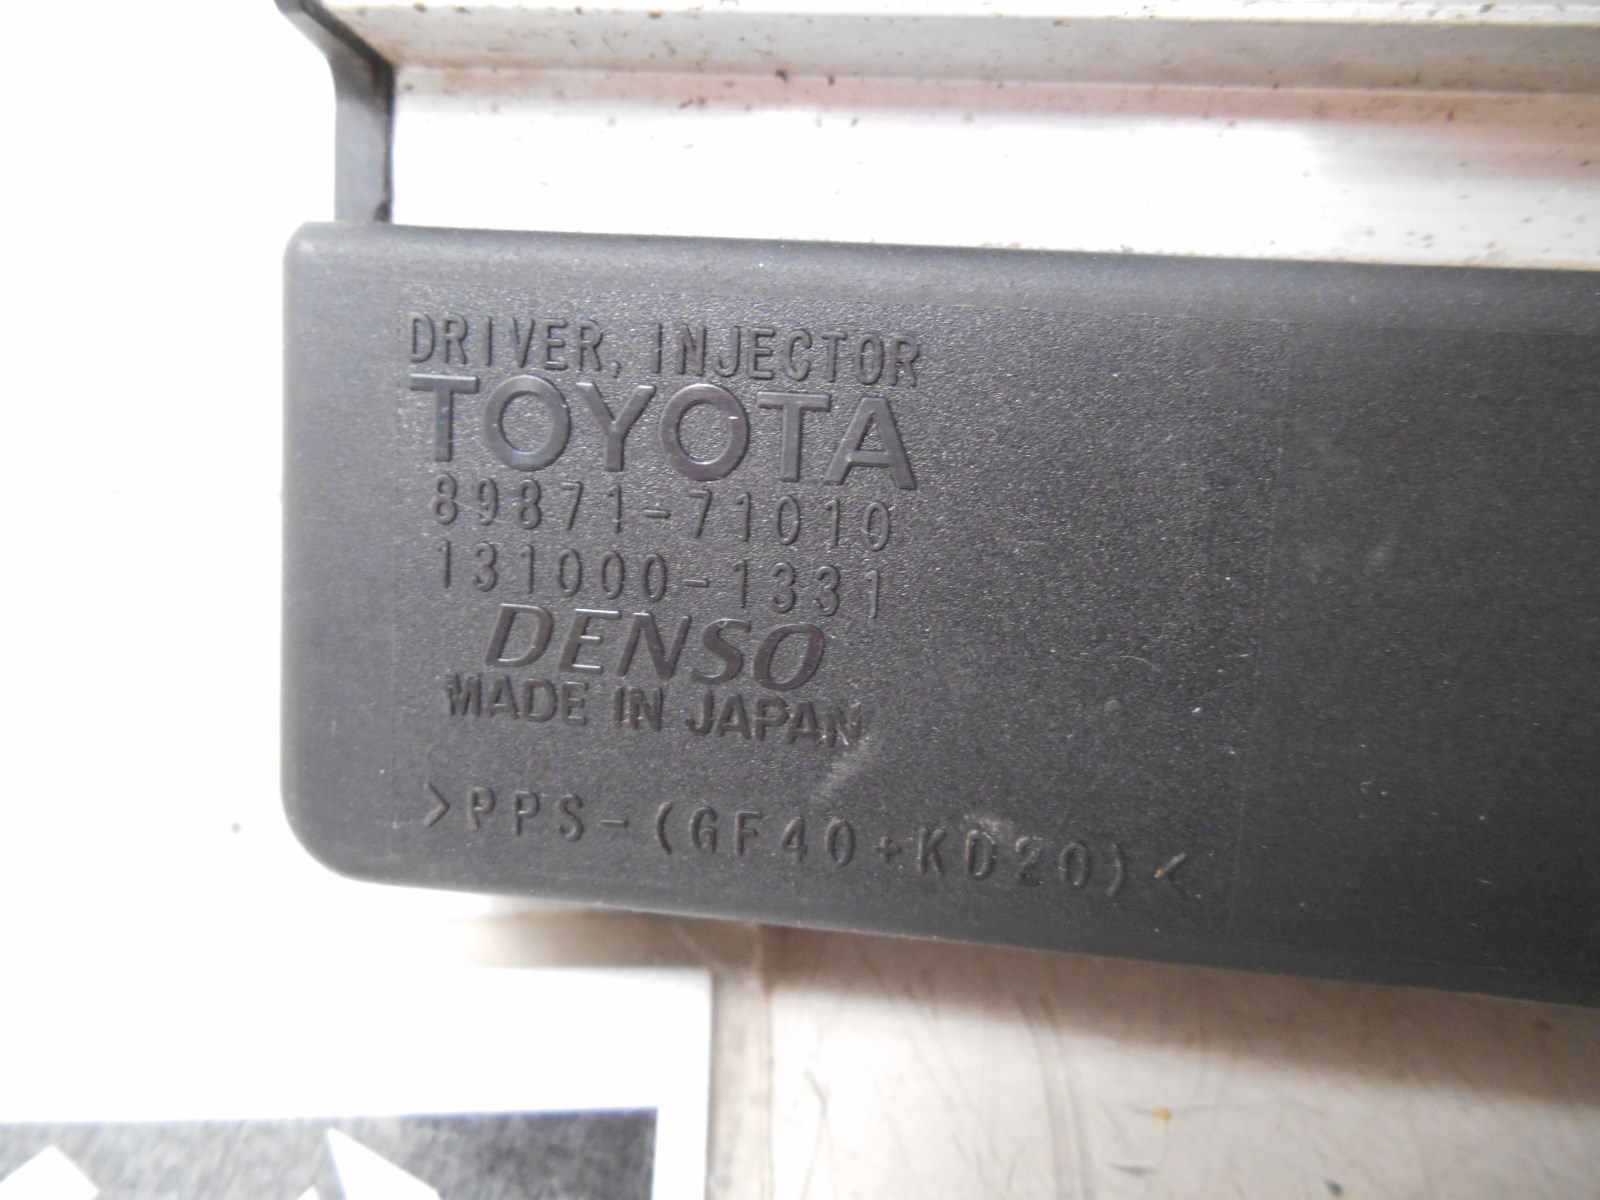 DRIVER, INJECTOR
TOYOTA
89871-71010
131000-1331
DENSO
MADE IN JAPAN
>PPS-(GF40+KD20)<